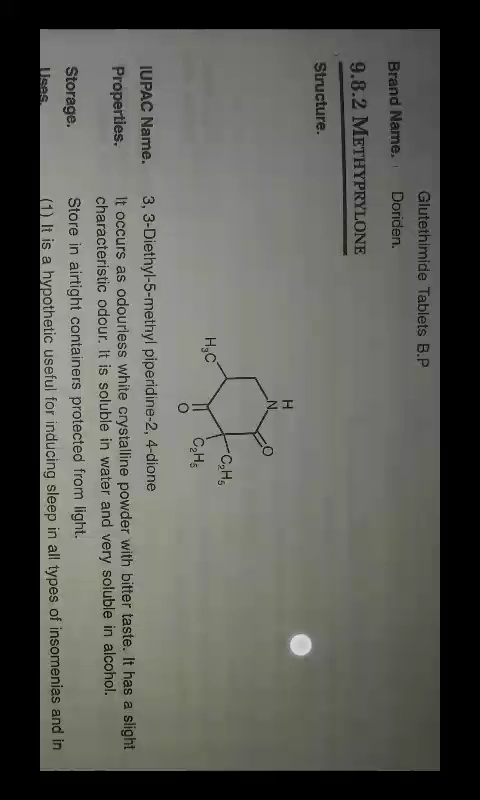 Glutethimide Tablets B.P
Brand Name. Doriden.
9.8.2 METHYPRYLONE
Structure.
H
N
O
C₂H₅
C₂H₅
H₃C
O
IUPAC Name. 3, 3-Diethyl-5-methyl piperidine-2, 4-dione
Properties. It occurs as odourless white crystalline powder with bitter taste. It has a slight
characteristic odour. It is soluble in water and very soluble in alcohol.
Storage. Store in airtight containers protected from light.
Uses. (1) It is a hypothetic useful for inducing sleep in all types of insomenias and in